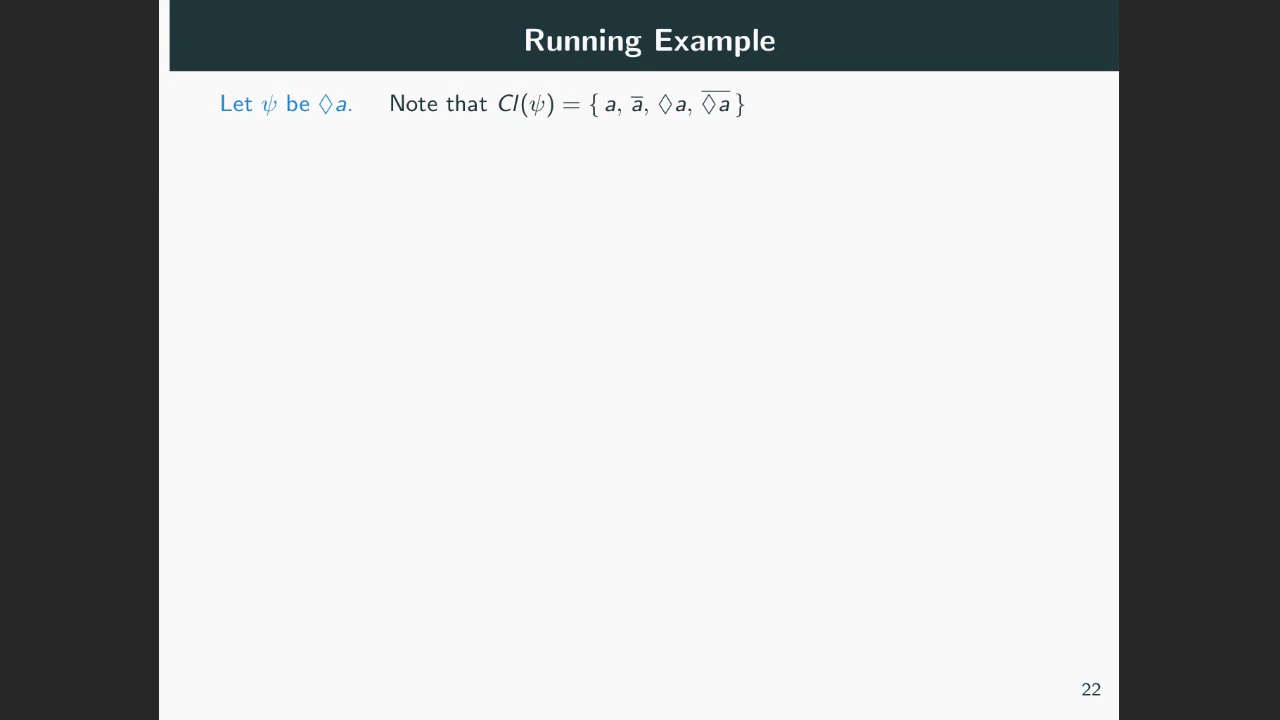 Running Example
Let ψ be ◊a. Note that Cl(ψ) = { a, a̅, ◊a, ◊̅a̅ }
22